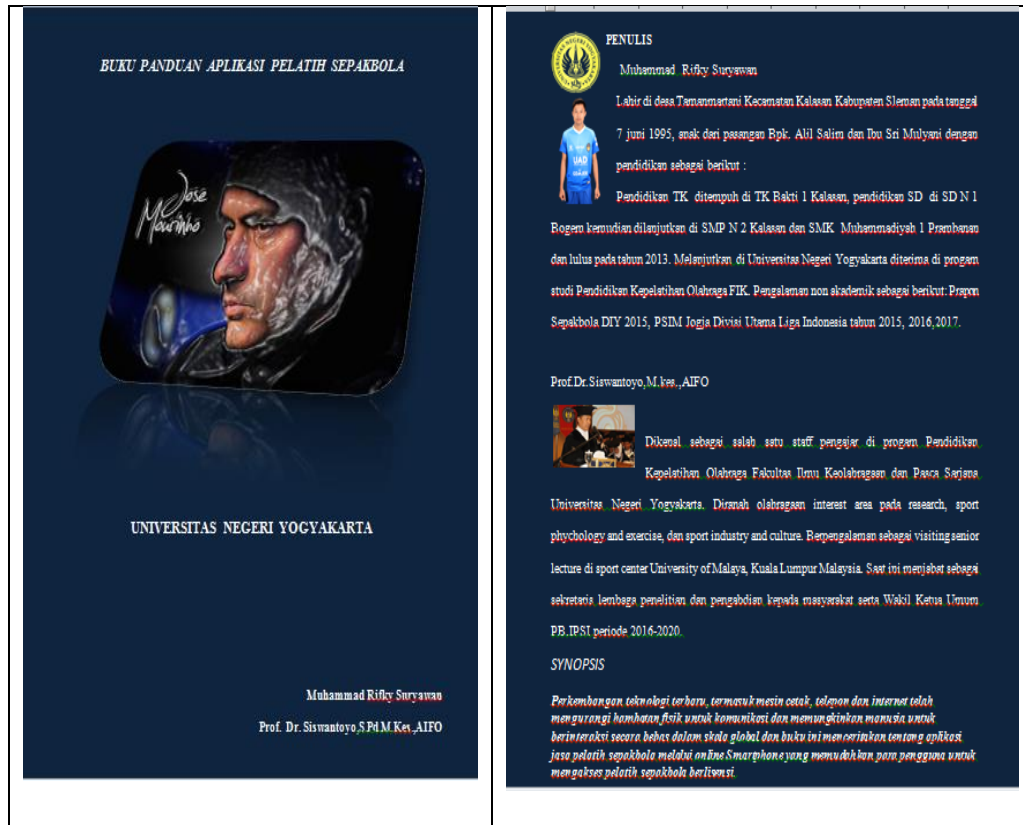 BUKU PANDUAN APLIKASI PELATIH SEPAKBOLA
Jose
Mourinho
UNIVERSITAS NEGERI YOGYAKARTA
Muhammad Rifky Suryawan
Prof. Dr. Siswantoyo,S.Pd.M.Kes.,AIFO
PENULIS
Muhammad Rifky Suryawan
Lahir di desa Tamanmartani Kecamatan Kalasan Kabupaten Sleman pada tanggal
7 juni 1995, anak dari pasangan Bpk. Alil Salim dan Ibu Sri Mulyani dengan
pendidikan sebagai berikut :
Pendidikan TK ditempuh di TK Bakti 1 Kalasan, pendidikan SD di SD N 1
Bogem kemudian dilanjutkan di SMP N 2 Kalasan dan SMK Muhammadiyah 1 Prambanan
dan lulus pada tahun 2013. Melanjutkan di Universitas Negeri Yogyakarta diterima di progam
studi Pendidikan Kepelatihan Olahraga FIK. Pengalaman non akademik sebagai berikut: Prapon
Sepakbola DIY 2015, PSIM Jogja Divisi Utama Liga Indonesia tahun 2015, 2016,2017.
UAD
Prof.Dr.Siswantoyo,M.kes.,AIFO
Dikenal sebagai salah satu staff pengajar di progam Pendidikan
Kepelatihan Olahraga Fakultas Ilmu Keolahragaan dan Pasca Sarjana
Universitas Negeri Yogyakarta. Diranah olahragaan interest area pada research, sport
phychology and exercise, dan sport industry and culture. Berpengalaman sebagai visiting senior
lecture di sport center University of Malaya, Kuala Lumpur Malaysia. Saat ini menjabat sebagai
sekretaris lembaga penelitian dan pengabdian kepada masyarakat serta Wakil Ketua Umum
PB.IPSI periode 2016-2020.
SYNOPSIS
Perkembangan teknologi terbaru, termasuk mesin cetak, telepon dan internet telah
mengurangi hambatan fisik untuk komunikasi dan memungkinkan manusia untuk
berinteraksi secara bebas dalam skala global dan buku ini menceritakan tentang aplikasi
jasa pelatih sepakbola melalui online Smartphone yang memudahkan para pengguna untuk
mengakses pelatih sepakbola berlisensi.